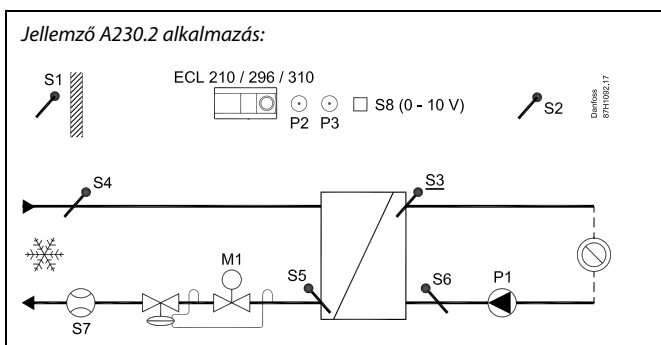 Jellemző A230.2 alkalmazás:
S1
ECL 210 / 296 / 310
P2
P3
S8 (0 - 10 V)
S2
Danfoss
87H1092.17
S4
S3
M1
S5
S6
P1
S7